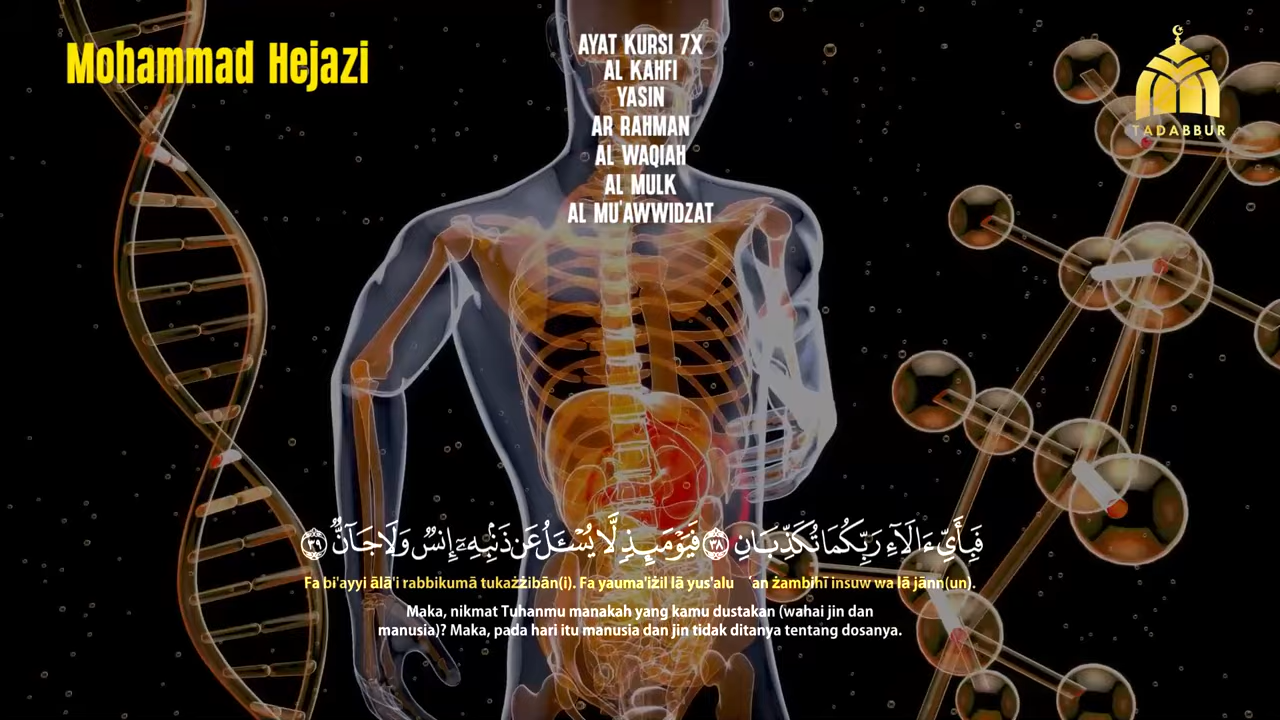 Mohammad Hejazi
AYAT KURSI 7X
AL KAHFI
YASIN
AR RAHMAN
AL WAQIAH
AL MULK
AL MU'AWWIDZAT
TADABBUR
فَبِأَيِّ ءَالَآءِ رَبِّكُمَا تُكَذِّبَانِ ٣٨ فَيَوْمَئِذٍ لَّا يُسْـَٔلُ عَن ذَنۢبِهِۦٓ إِنسٌ وَلَا جَآنٌّ ٣٩
Fa bi'ayyi ālā'i rabbikumā tukażżibān(i). Fa yauma'iżil lā yus'alu ‘an żambihī insuw wa lā jānn(un).
Maka, nikmat Tuhanmu manakah yang kamu dustakan (wahai jin dan
manusia)? Maka, pada hari itu manusia dan jin tidak ditanya tentang dosanya.